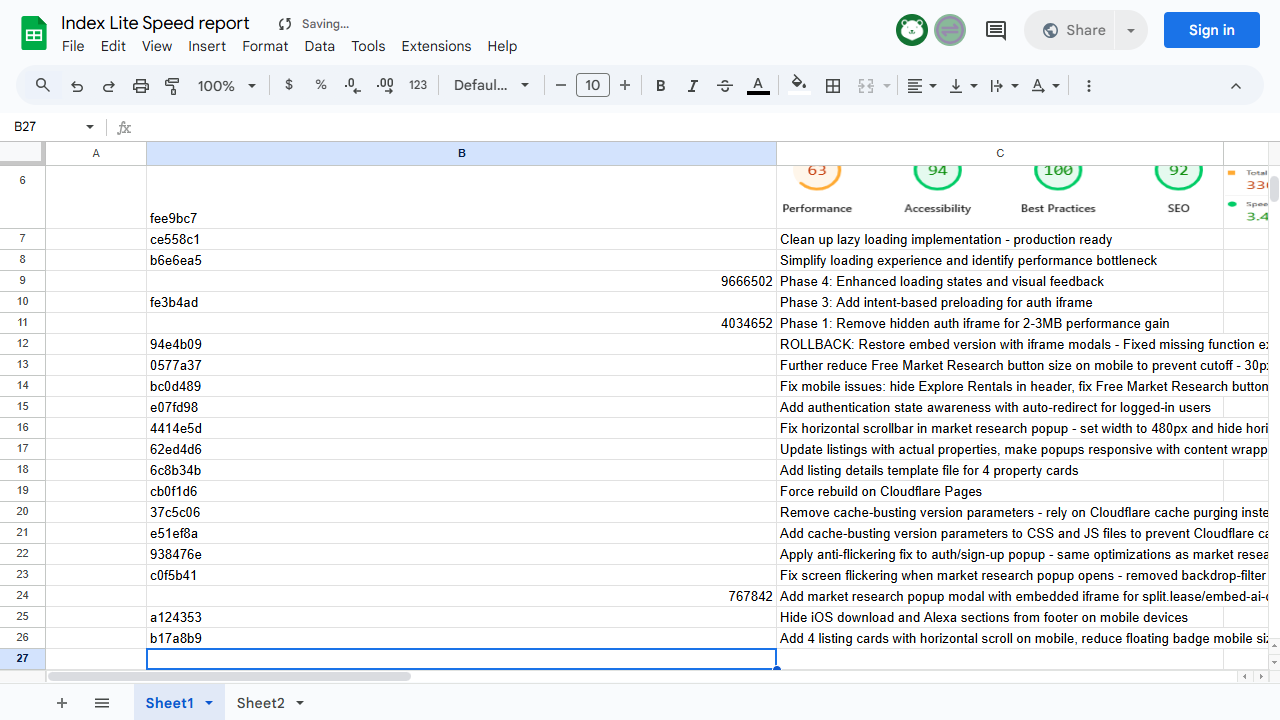 Index Lite Speed report Saving...
File Edit View Insert Format Data Tools Extensions Help
Share
Sign in
100% $ % .0 .00 123 Defaul... 10 B I S A
B27 fx
A B C
6 63 94 100 92 Total
Performance Accessibility Best Practices SEO 3.4
fee9bc7
7 ce558c1 Clean up lazy loading implementation - production ready
8 b6e6ea5 Simplify loading experience and identify performance bottleneck
9 9666502 Phase 4: Enhanced loading states and visual feedback
10 fe3b4ad Phase 3: Add intent-based preloading for auth iframe
11 4034652 Phase 1: Remove hidden auth iframe for 2-3MB performance gain
12 94e4b09 ROLLBACK: Restore embed version with iframe modals - Fixed missing function
13 0577a37 Further reduce Free Market Research button size on mobile to prevent cutoff -
14 bc0d489 Fix mobile issues: hide Explore Rentals in header, fix Free Market Research button
15 e07fd98 Add authentication state awareness with auto-redirect for logged-in users
16 4414e5d Fix horizontal scrollbar in market research popup - set width to 480px and hide hori
17 62ed4d6 Update listings with actual properties, make popups responsive with content wrapp
18 6c8b34b Add listing details template file for 4 property cards
19 cb0f1d6 Force rebuild on Cloudflare Pages
20 37c5c06 Remove cache-busting version parameters - rely on Cloudflare cache purging inste
21 e51ef8a Add cache-busting version parameters to CSS and JS files to prevent Cloudflare ca
22 938476e Apply anti-flickering fix to auth/sign-up popup - same optimizations as market resea
23 c0f5b41 Fix screen flickering when market research popup opens - removed backdrop-filter
24 767842 Add market research popup modal with embedded iframe for split.lease/embed-ai-
25 a124353 Hide iOS download and Alexa sections from footer on mobile devices
26 b17a8b9 Add 4 listing cards with horizontal scroll on mobile, reduce floating badge mobile
27
Sheet1 Sheet2